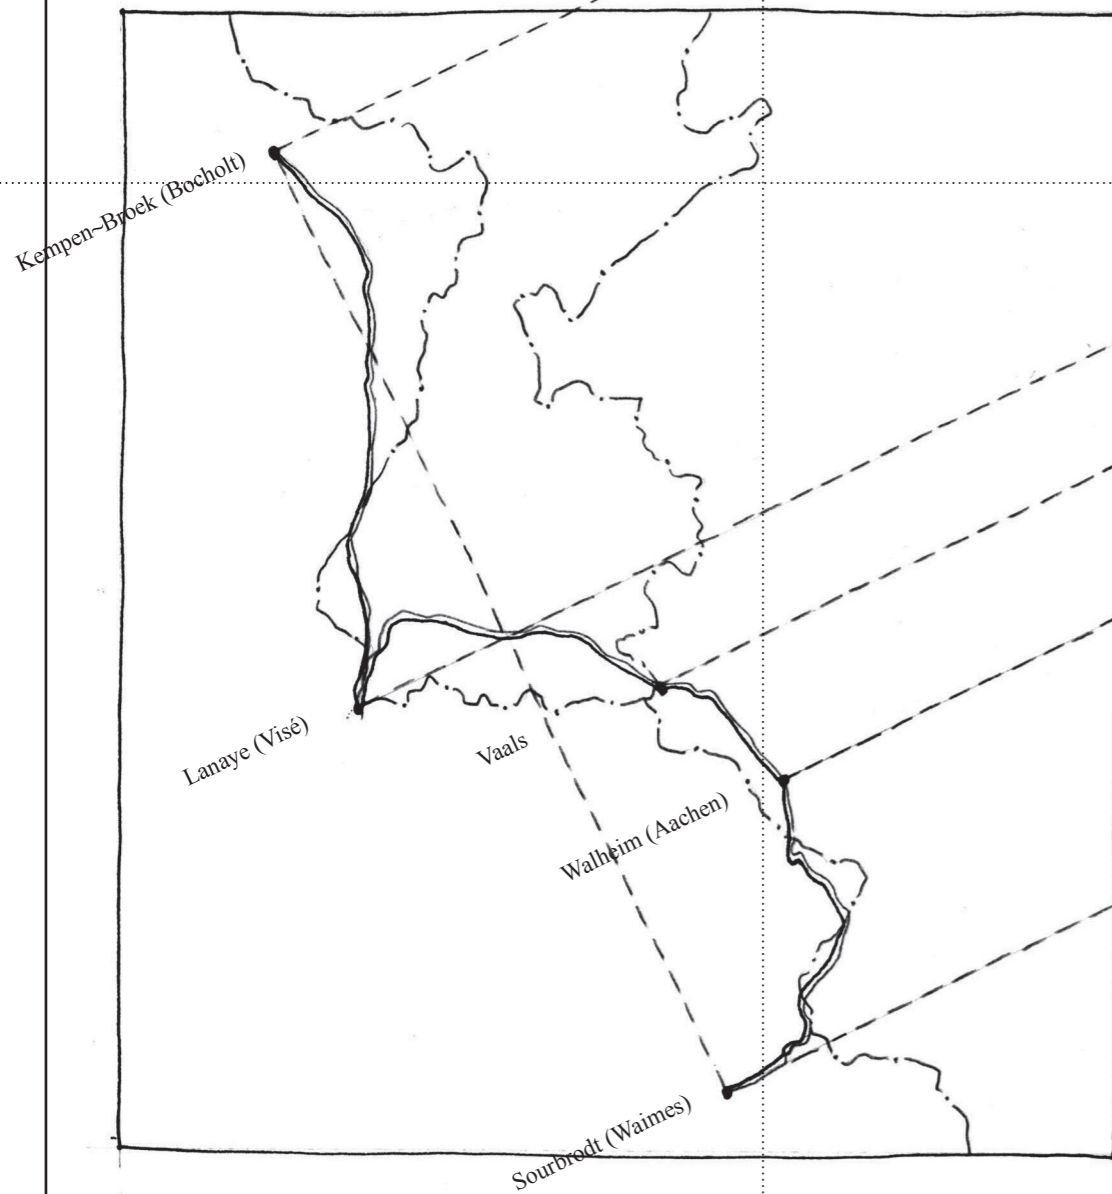 Kempen~Broek (Bocholt)
Lanaye (Visé)
Vaals
Walheim (Aachen)
Sourbrodt (Waimes)